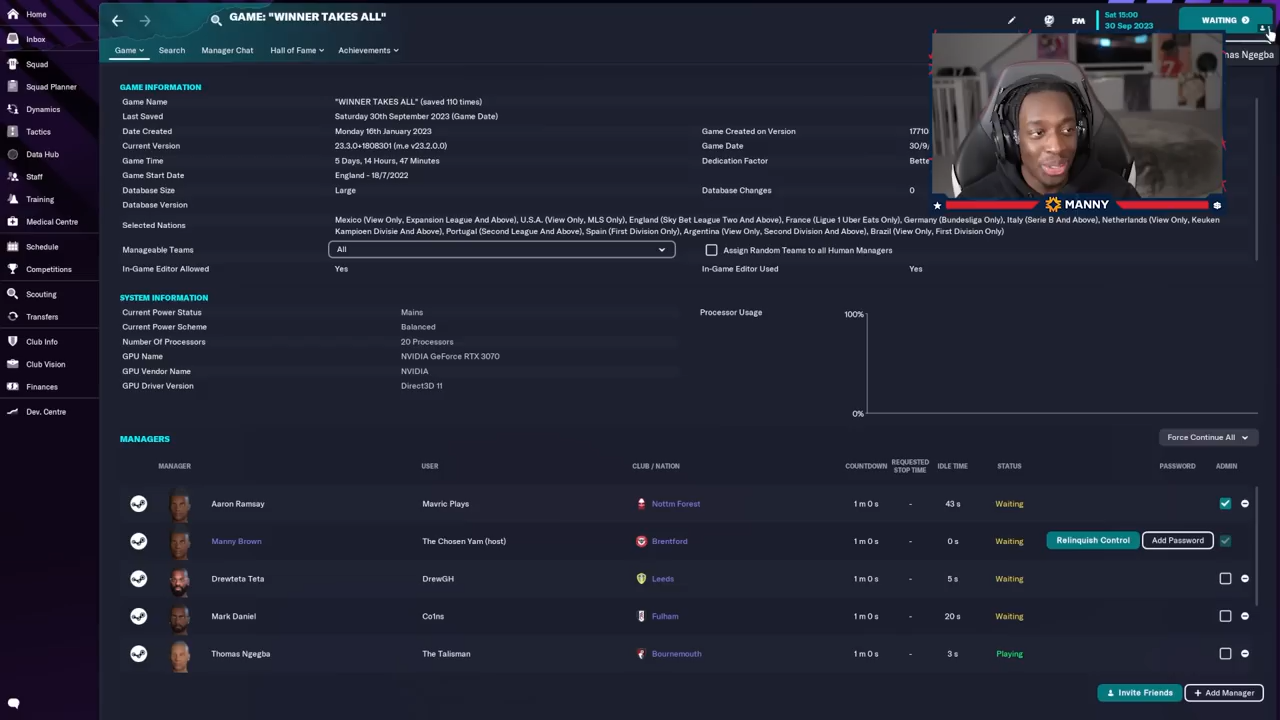 GAME: "WINNER TAKES ALL"
FM
Sat 15:00
30 Sep 2023
WAITING
Game
Search
Manager Chat
Hall of Fame
Achievements
Home
Inbox
Squad
Squad Planner
Dynamics
Tactics
Data Hub
Staff
Training
Medical Centre
Schedule
Competitions
Scouting
Transfers
Club Info
Club Vision
Finances
Dev. Centre
GAME INFORMATION
Game Name "WINNER TAKES ALL" (saved 110 times)
Last Saved Saturday 30th September 2023 (Game Date)
Date Created Monday 16th January 2023 Game Created on Version 17710
Current Version 23.3.0+1808301 (m.e v23.2.0.0) Game Date 30/9/
Game Time 5 Days, 14 Hours, 47 Minutes Dedication Factor Bette
Game Start Date England - 18/7/2022
Database Size Large Database Changes 0
Database Version
Selected Nations Mexico (View Only, Expansion League And Above), U.S.A. (View Only, MLS Only), England (Sky Bet League Two And Above), France (Ligue 1 Uber Eats Only), Germany (Bundesliga Only), Italy (Serie B And Above), Netherlands (View Only, Keuken
Kampioen Divisie And Above), Portugal (Second League And Above), Spain (First Division Only), Argentina (View Only, Second Division And Above), Brazil (View Only, First Division Only)
Manageable Teams All Assign Random Teams to all Human Managers
In-Game Editor Allowed Yes In-Game Editor Used Yes
MANNY
SYSTEM INFORMATION
Current Power Status Mains
Current Power Scheme Balanced
Number Of Processors 20 Processors
GPU Name NVIDIA GeForce RTX 3070
GPU Vendor Name NVIDIA
GPU Driver Version Direct3D 11
Processor Usage
100%
0%
MANAGERS
Force Continue All
MANAGER USER CLUB / NATION COUNTDOWN REQUESTED STOP TIME IDLE TIME STATUS PASSWORD ADMIN
Aaron Ramsay Mavric Plays Nottm Forest 1 m 0 s - 43 s Waiting
Manny Brown The Chosen Yam (host) Brentford 1 m 0 s - 0 s Waiting Relinquish Control Add Password
Drewteta Teta DrewGH Leeds 1 m 0 s - 5 s Waiting
Mark Daniel Co1ns Fulham 1 m 0 s - 20 s Waiting
Thomas Ngegba The Talisman Bournemouth 1 m 0 s - 3 s Playing
Invite Friends
Add Manager